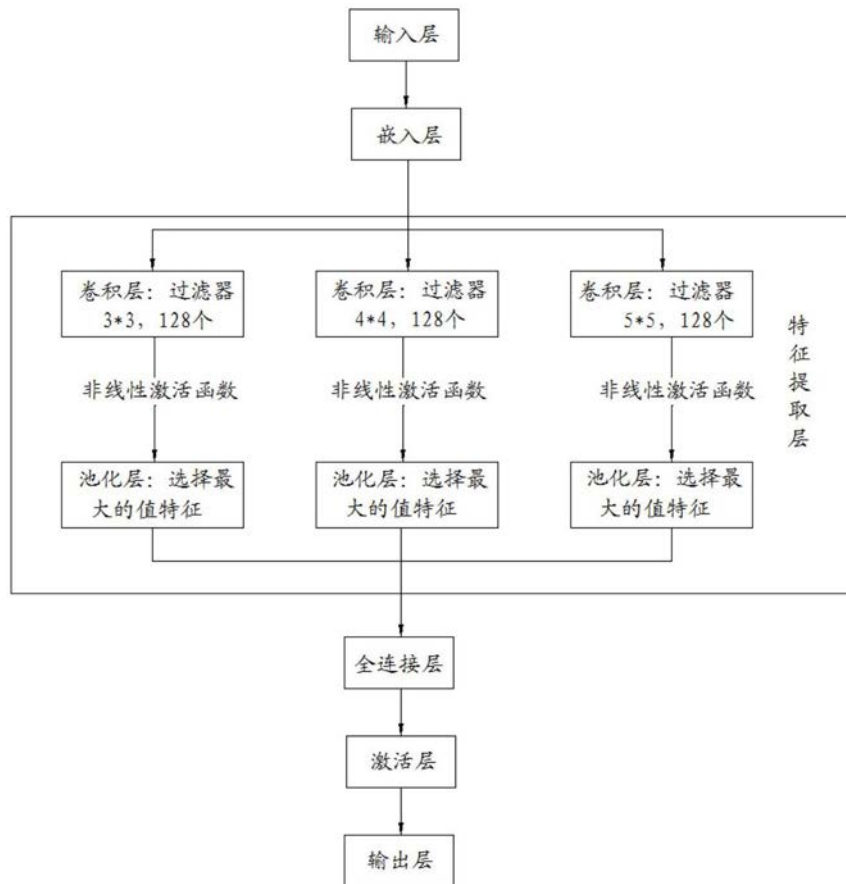 输入层
嵌入层
卷积层：过滤器
3*3，128个
卷积层：过滤器
4*4，128个
卷积层：过滤器
5*5，128个
非线性激活函数
非线性激活函数
非线性激活函数
池化层：选择最
大的值特征
池化层：选择最
大的值特征
池化层：选择最
大的值特征
特征提取层
全连接层
激活层
输出层